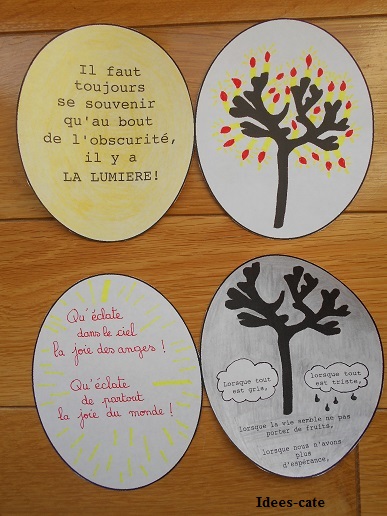 Il faut
toujours
se souvenir
qu'au bout
de l'obscurité,
il y a
LA LUMIERE!
Qu'éclate
dans le ciel
la joie des anges !
Qu'éclate
de partout
la joie du monde !
lorsque tout
est gris,
lorsque tout
est triste,
lorsque la vie semble ne pas
porter de fruits,
lorsque nous n'avons
plus
d'espérance,
Idees-cate